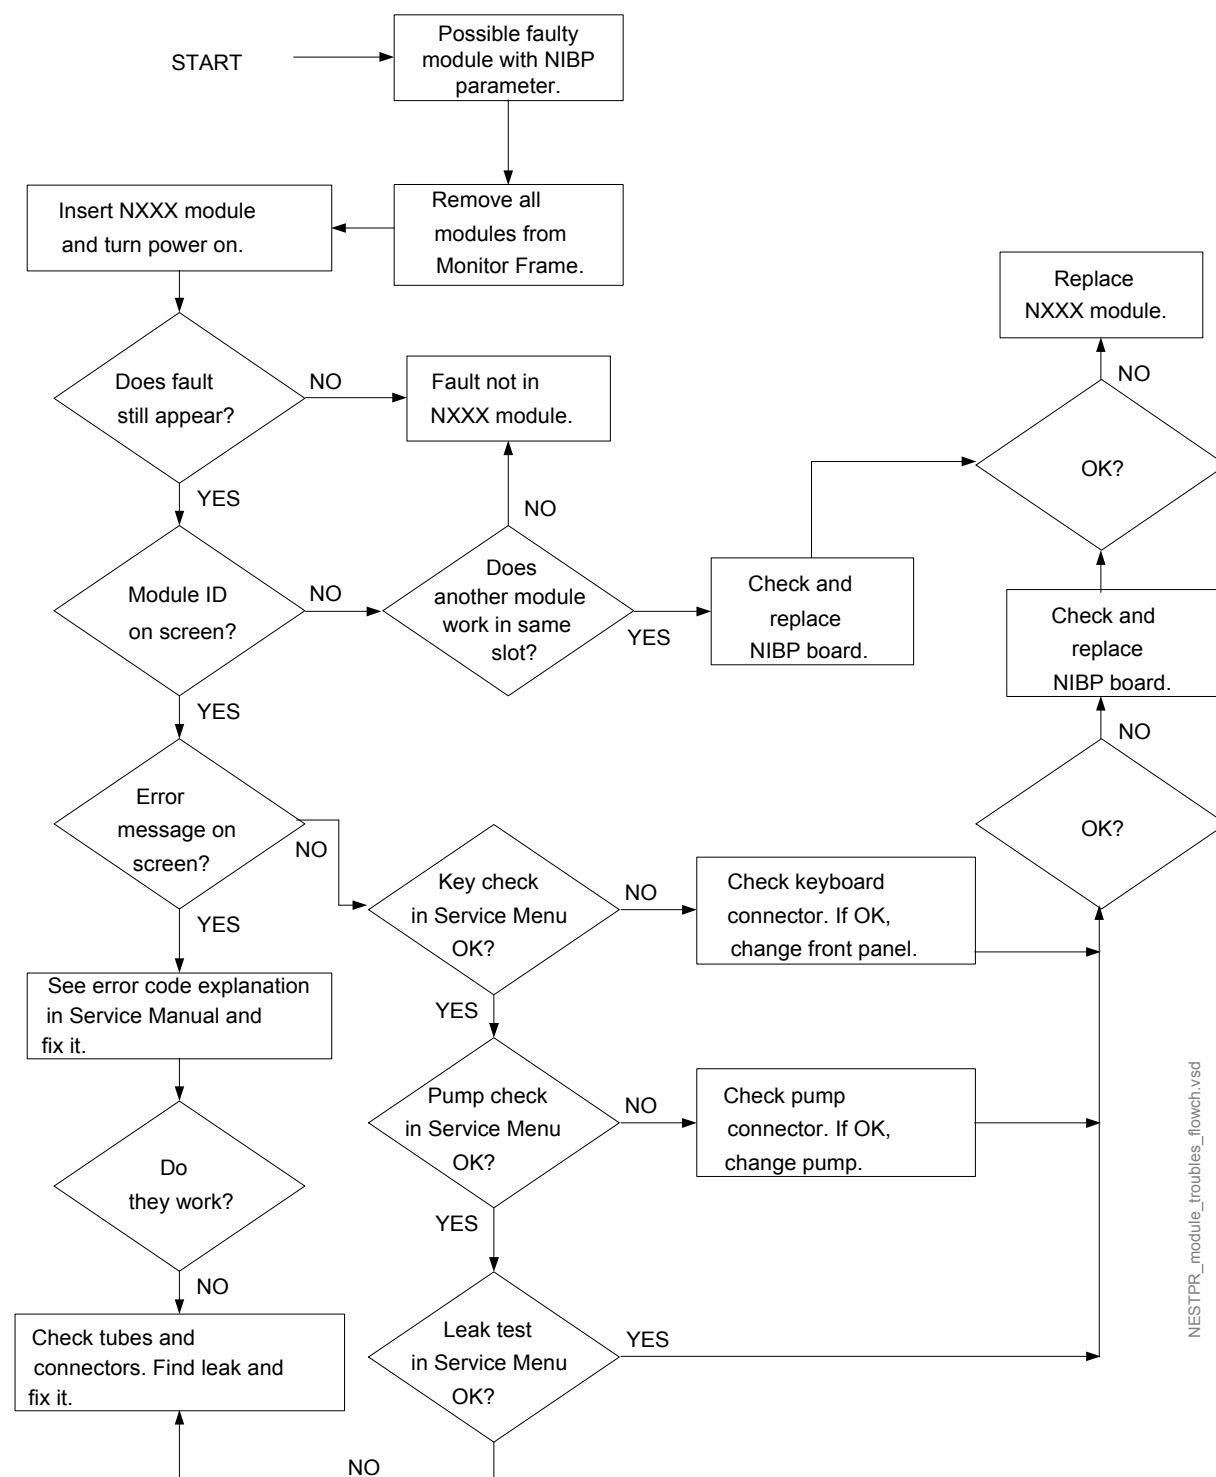 START
Possible faulty
module with NIBP
parameter.
Insert NXXX module
and turn power on.
Remove all
modules from
Monitor Frame.
Replace
NXXX module.
Does fault
still appear?
NO
Fault not in
NXXX module.
NO
OK?
YES
NO
Module ID
on screen?
NO
Does
another module
work in same
slot?
YES
Check and
replace
NIBP board.
Check and
replace
NIBP board.
YES
NO
Error
message on
screen?
NO
OK?
Key check
in Service Menu
OK?
NO
Check keyboard
connector. If OK,
change front panel.
YES
See error code explanation
in Service Manual and
fix it.
YES
Pump check
in Service Menu
OK?
NO
Check pump
connector. If OK,
change pump.
Do
they work?
YES
NO
Check tubes and
connectors. Find leak and
fix it.
Leak test
in Service Menu
OK?
YES
NO
NESTPR_module_troubles_flowch.vsd